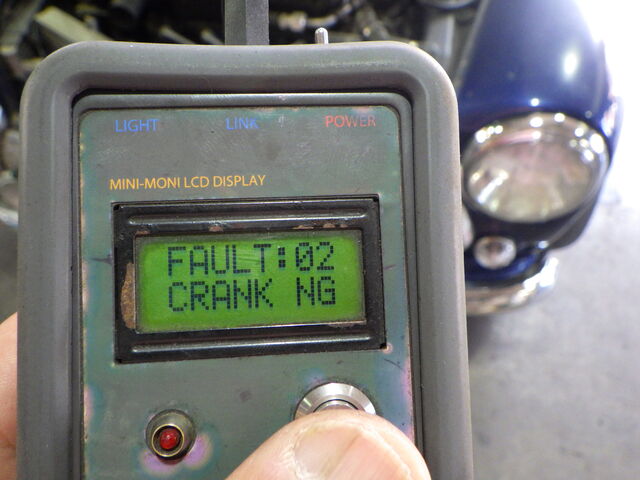 LIGHT LINK POWER
MINI-MONI LCD DISPLAY
FAULT:02
CRANK NG